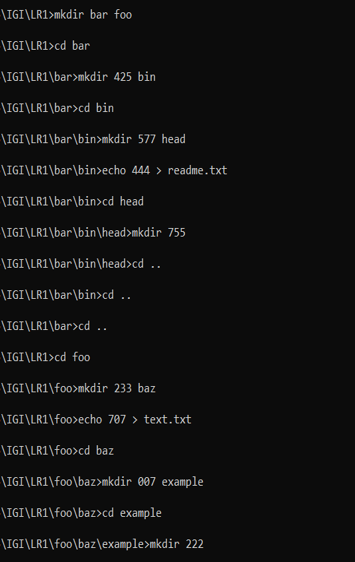 \IGI\LR1>mkdir bar foo
\IGI\LR1>cd bar
\IGI\LR1\bar>mkdir 425 bin
\IGI\LR1\bar>cd bin
\IGI\LR1\bar\bin>mkdir 577 head
\IGI\LR1\bar\bin>echo 444 > readme.txt
\IGI\LR1\bar\bin>cd head
\IGI\LR1\bar\bin\head>mkdir 755
\IGI\LR1\bar\bin\head>cd ..
\IGI\LR1\bar\bin>cd ..
\IGI\LR1\bar>cd ..
\IGI\LR1>cd foo
\IGI\LR1\foo>mkdir 233 baz
\IGI\LR1\foo>echo 707 > text.txt
\IGI\LR1\foo>cd baz
\IGI\LR1\foo\baz>mkdir 007 example
\IGI\LR1\foo\baz>cd example
\IGI\LR1\foo\baz\example>mkdir 222